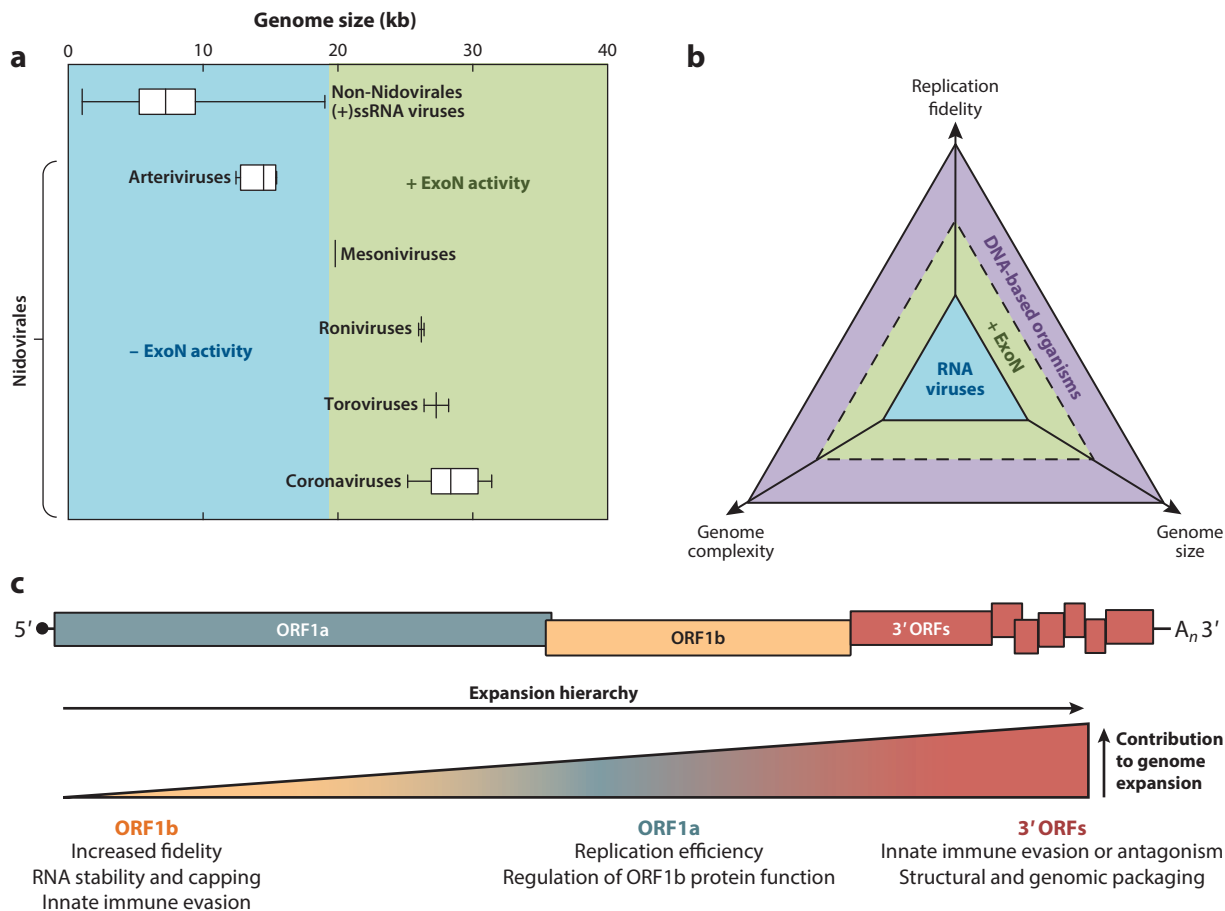 Genome size (kb)
a
0
10
20
30
40
Non-Nidovirales
(+)ssRNA viruses
Arteriviruses
+ ExoN activity
Mesoniviruses
Roniviruses
– ExoN activity
Toroviruses
Coronaviruses
Nidovirales
b
Replication
fidelity
DNA-based organisms
+ ExoN
RNA
viruses
Genome
complexity
Genome
size
c
5′
ORF1a
ORF1b
3′ ORFs
Aₙ 3′
Expansion hierarchy
Contribution
to genome
expansion
ORF1b
Increased fidelity
RNA stability and capping
Innate immune evasion
ORF1a
Replication efficiency
Regulation of ORF1b protein function
3′ ORFs
Innate immune evasion or antagonism
Structural and genomic packaging